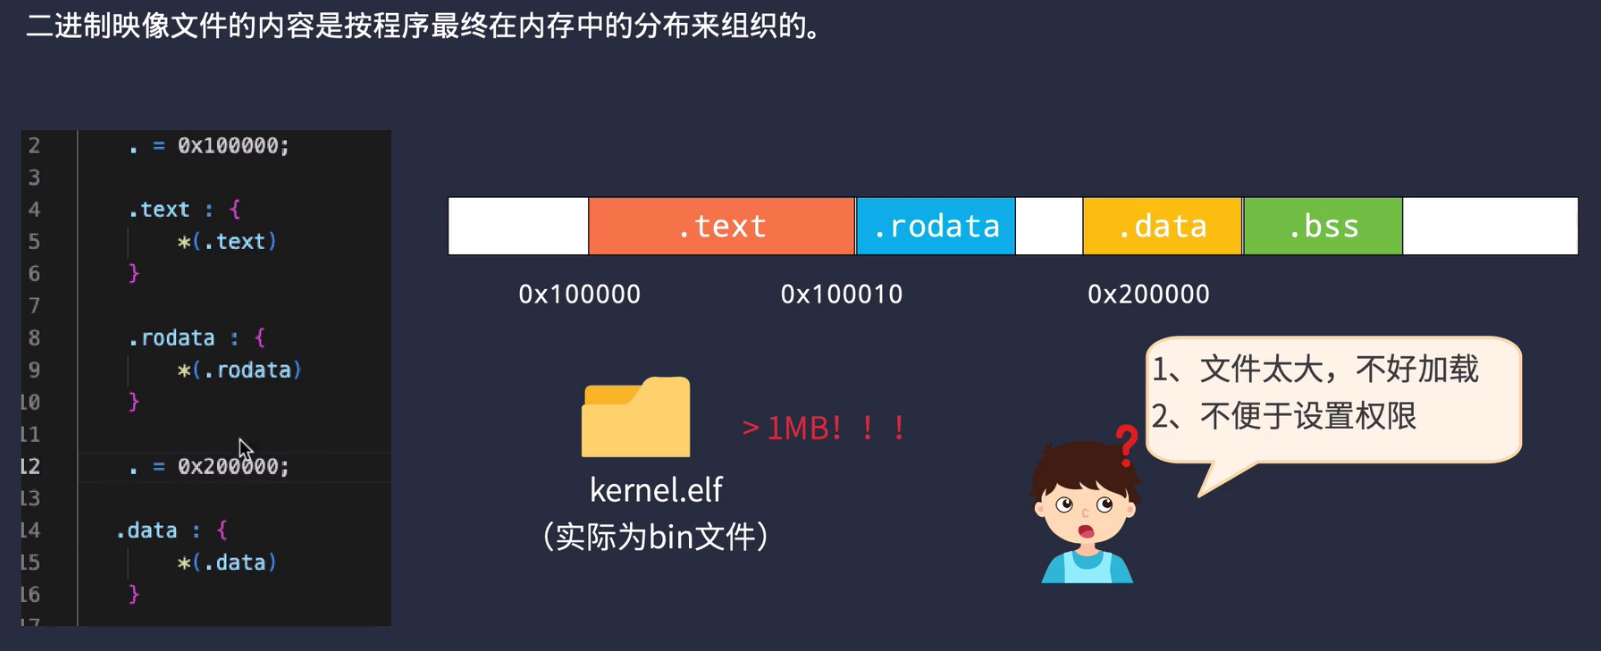 二进制映像文件的内容是按程序最终在内存中的分布来组织的。
2 . = 0x100000;
3
4 .text : {
5 *(.text)
6 }
7
8 .rodata : {
9 *(.rodata)
10 }
11
12 . = 0x200000;
13
14 .data : {
15 *(.data)
16 }
17
.text .rodata .data .bss
0x100000 0x100010 0x200000
> 1MB！！！
kernel.elf
（实际为bin文件）
1、文件太大，不好加载
2、不便于设置权限
?